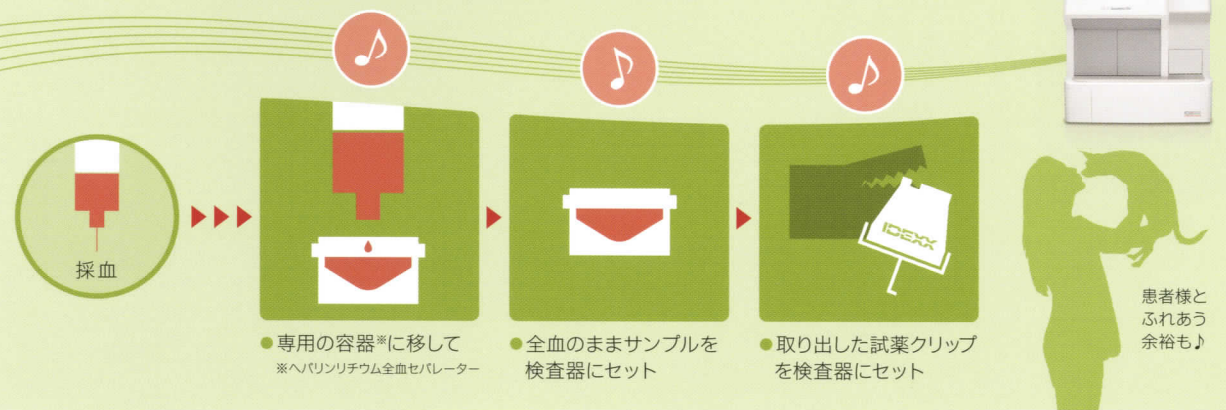 採血
●専用の容器※に移して
※ヘパリンリチウム全血セパレーター
●全血のままサンプルを
検査器にセット
IDEXX
●取り出した試薬クリップ
を検査器にセット
患者様と
ふれあう
余裕も♪